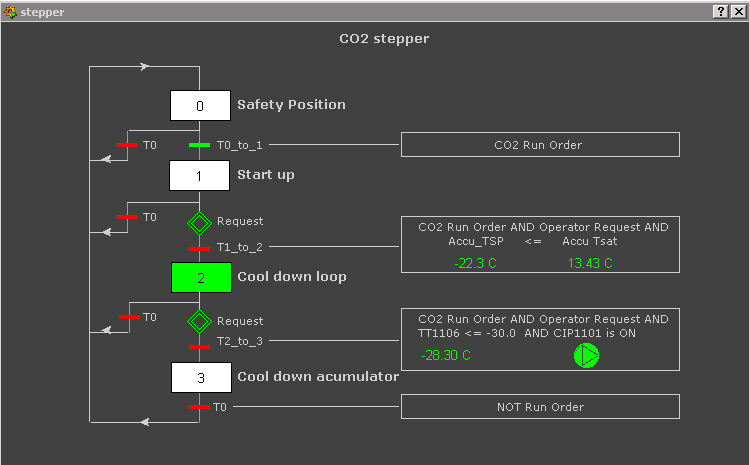 stepper
CO2 stepper
0
Safety Position
T0
T0_to_1
CO2 Run Order
1
Start up
T0
Request
CO2 Run Order AND Operator Request AND
Accu_TSP <= Accu Tsat
T1_to_2
-22.3 C 13.43 C
2
Cool down loop
T0
Request
CO2 Run Order AND Operator Request AND
TT1106 <= -30.0 AND CIP1101 is ON
T2_to_3
-28.30 C
3
Cool down acumulator
T0
NOT Run Order